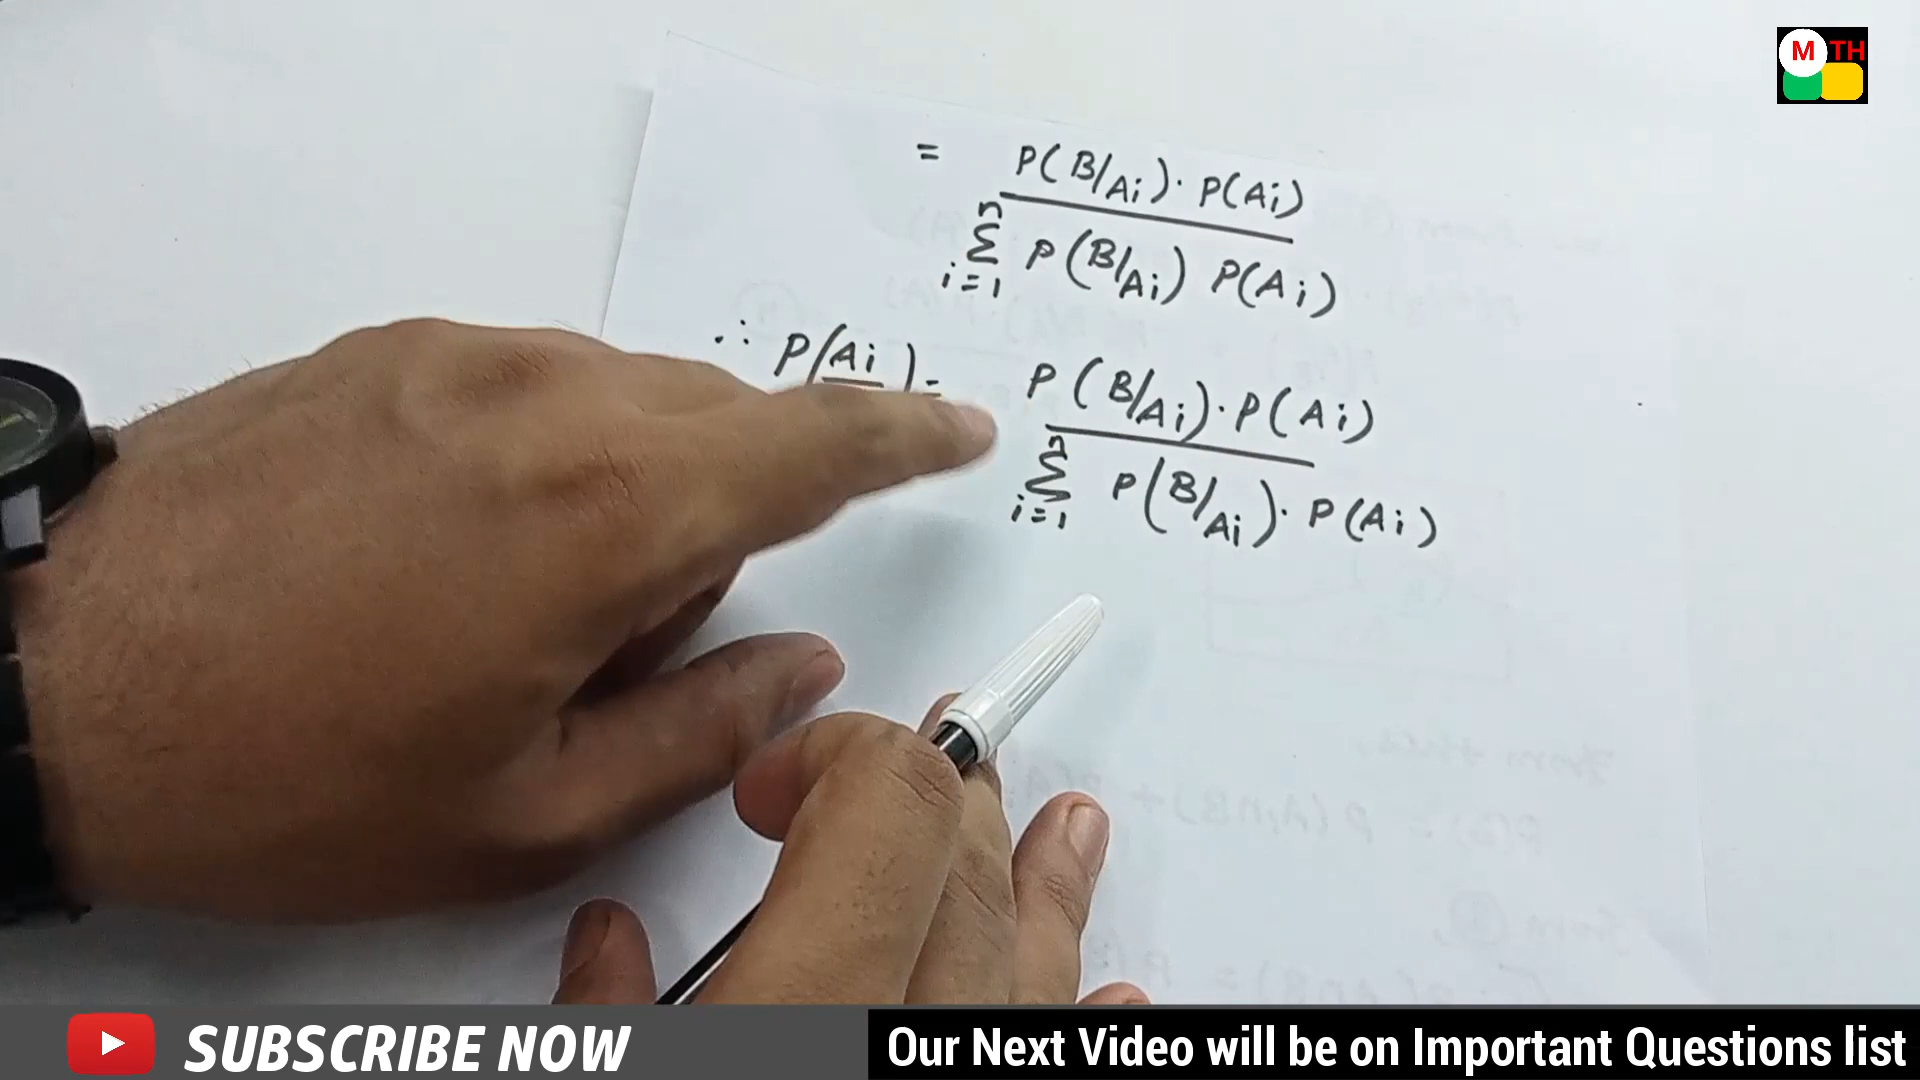 M TH
= P(B/Ai) · P(Ai)
n
Σ P(B/Ai) P(Ai)
i=1
∴ P(Ai ) = P(B/Ai) · P(Ai)
n
Σ P(B/Ai) · P(Ai)
i=1
SUBSCRIBE NOW
Our Next Video will be on Important Questions list